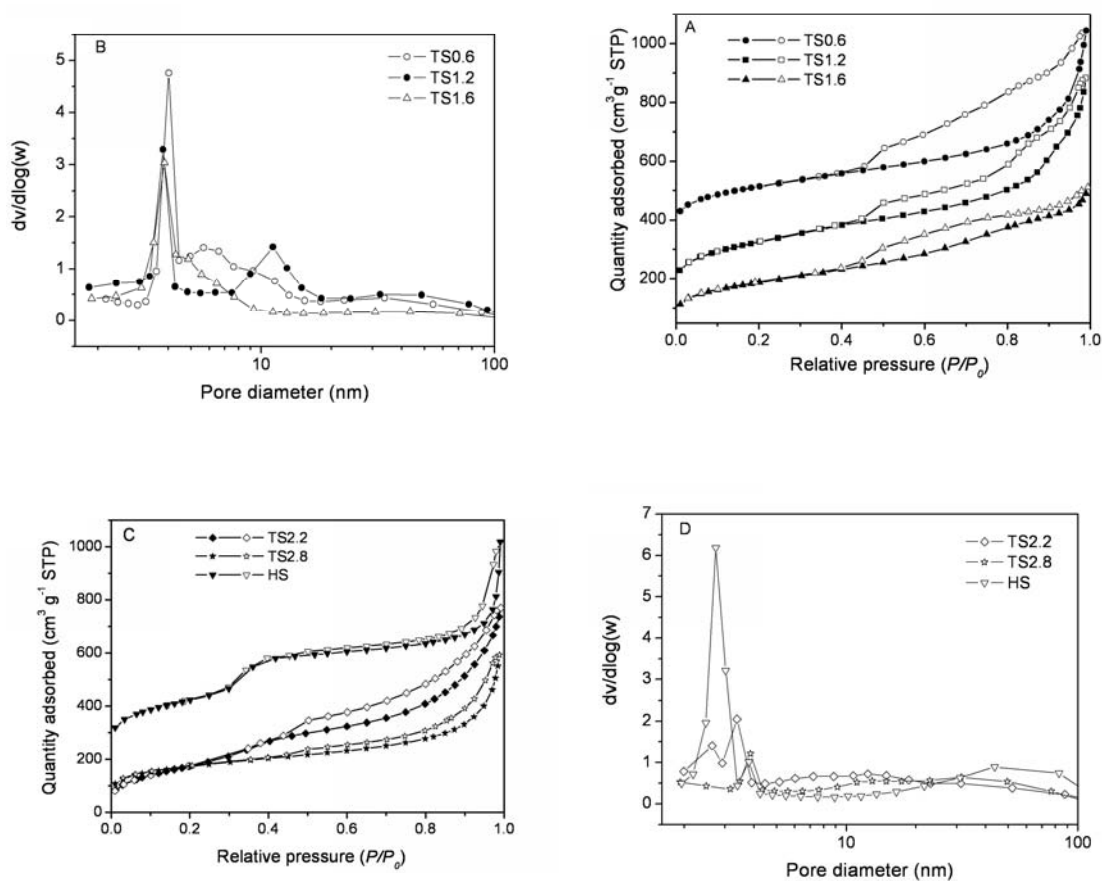 B
TS0.6
TS1.2
TS1.6
5
4
3
2
1
0
dv/dlog(w)
10
100
Pore diameter (nm)
A
TS0.6
TS1.2
TS1.6
1000
800
600
400
200
Quantity adsorbed (cm³g⁻¹ STP)
0.0
0.2
0.4
0.6
0.8
1.0
Relative pressure (P/P₀)
C
TS2.2
TS2.8
HS
1000
800
600
400
200
0
Quantity adsorbed (cm³ g⁻¹ STP)
0.0
0.2
0.4
0.6
0.8
1.0
Relative pressure (P/P₀)
D
TS2.2
TS2.8
HS
7
6
5
4
3
2
1
0
dv/dlog(w)
10
100
Pore diameter (nm)